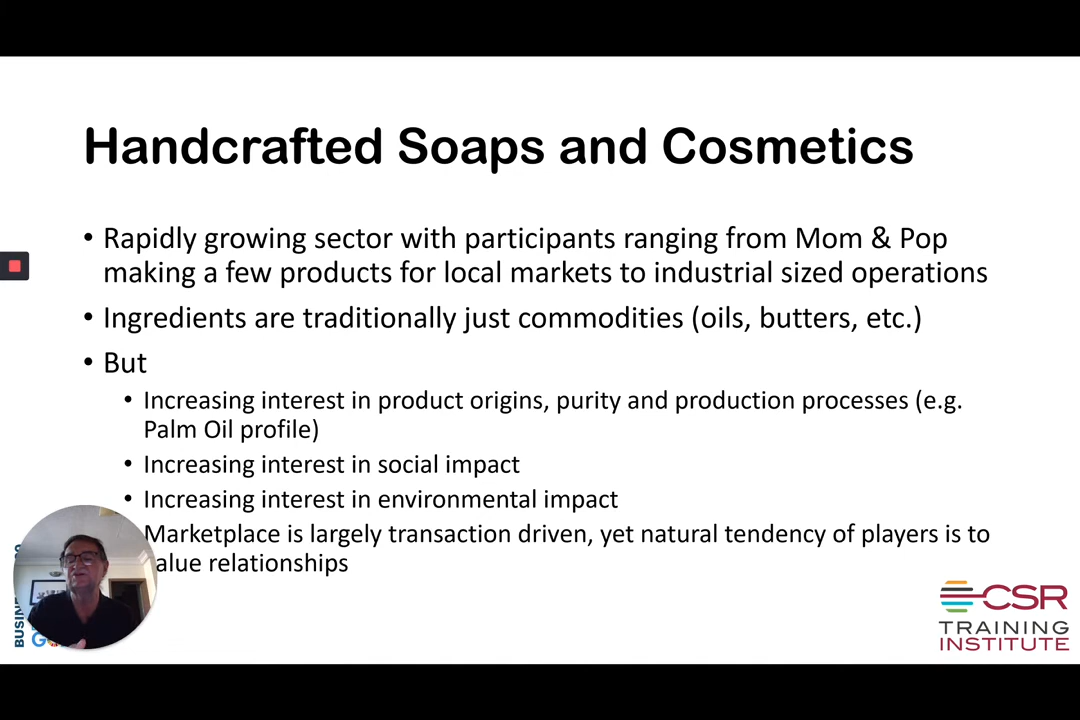 Handcrafted Soaps and Cosmetics
• Rapidly growing sector with participants ranging from Mom & Pop
making a few products for local markets to industrial sized operations
• Ingredients are traditionally just commodities (oils, butters, etc.)
• But
• Increasing interest in product origins, purity and production processes (e.g.
Palm Oil profile)
• Increasing interest in social impact
• Increasing interest in environmental impact
Marketplace is largely transaction driven, yet natural tendency of players is to
alue relationships
CSR
TRAINING
INSTITUTE